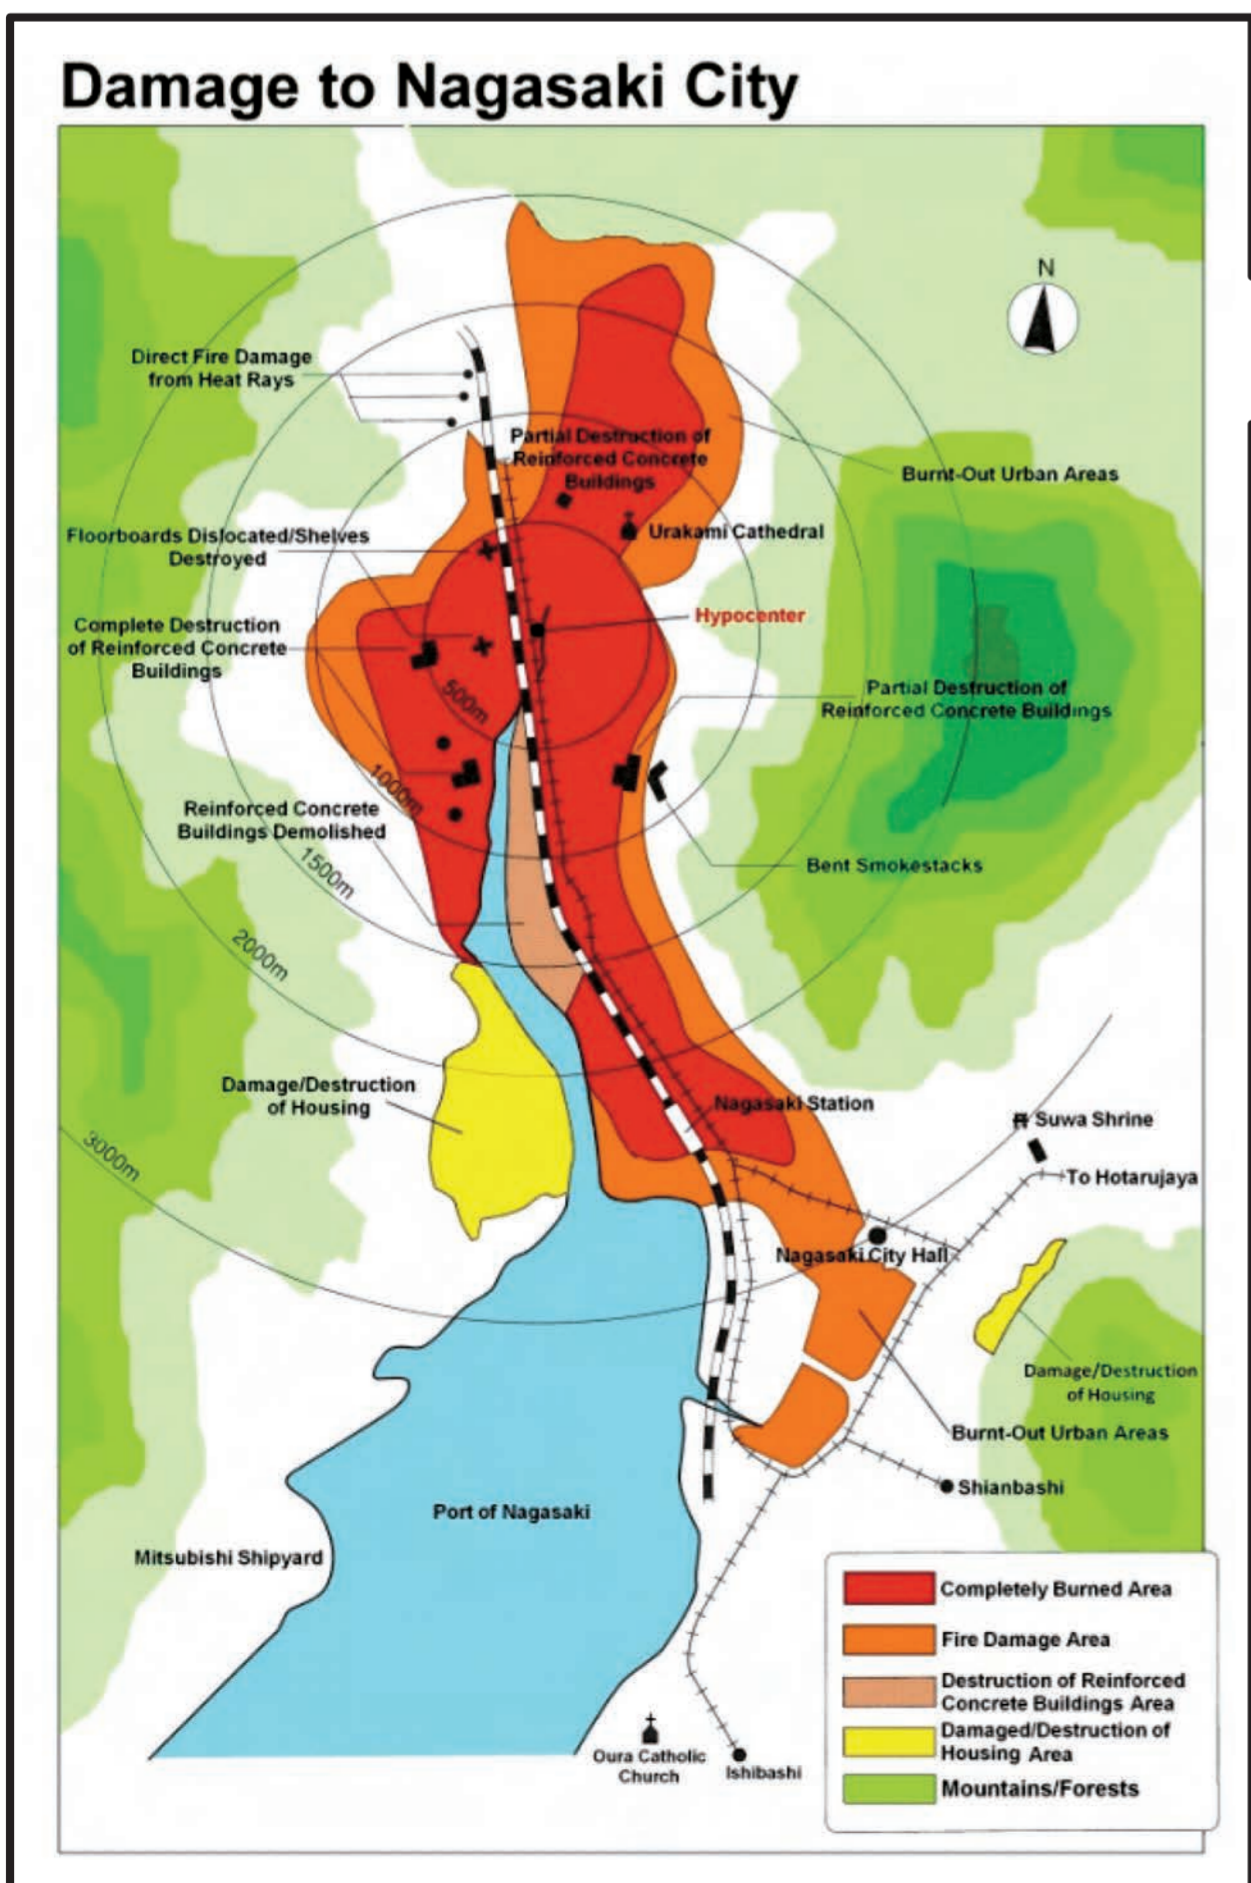 Damage to Nagasaki City
N
Direct Fire Damage
from Heat Rays
Partial Destruction of
Reinforced Concrete
Buildings
Burnt-Out Urban Areas
Urakami Cathedral
Floorboards Dislocated/Shelves
Destroyed
Hypocenter
Complete Destruction
of Reinforced Concrete
Buildings
500m
Partial Destruction of
Reinforced Concrete Buildings
1000m
Reinforced Concrete
Buildings Demolished
Bent Smokestacks
1500m
2000m
Damage/Destruction
of Housing
Nagasaki Station
Suwa Shrine
3000m
To Hotarujaya
Nagasaki City Hall
Damage/Destruction
of Housing
Burnt-Out Urban Areas
Shianbashi
Port of Nagasaki
Mitsubishi Shipyard
Completely Burned Area
Fire Damage Area
Destruction of Reinforced
Concrete Buildings Area
Damaged/Destruction of
Housing Area
Mountains/Forests
Oura Catholic
Church
Ishibashi